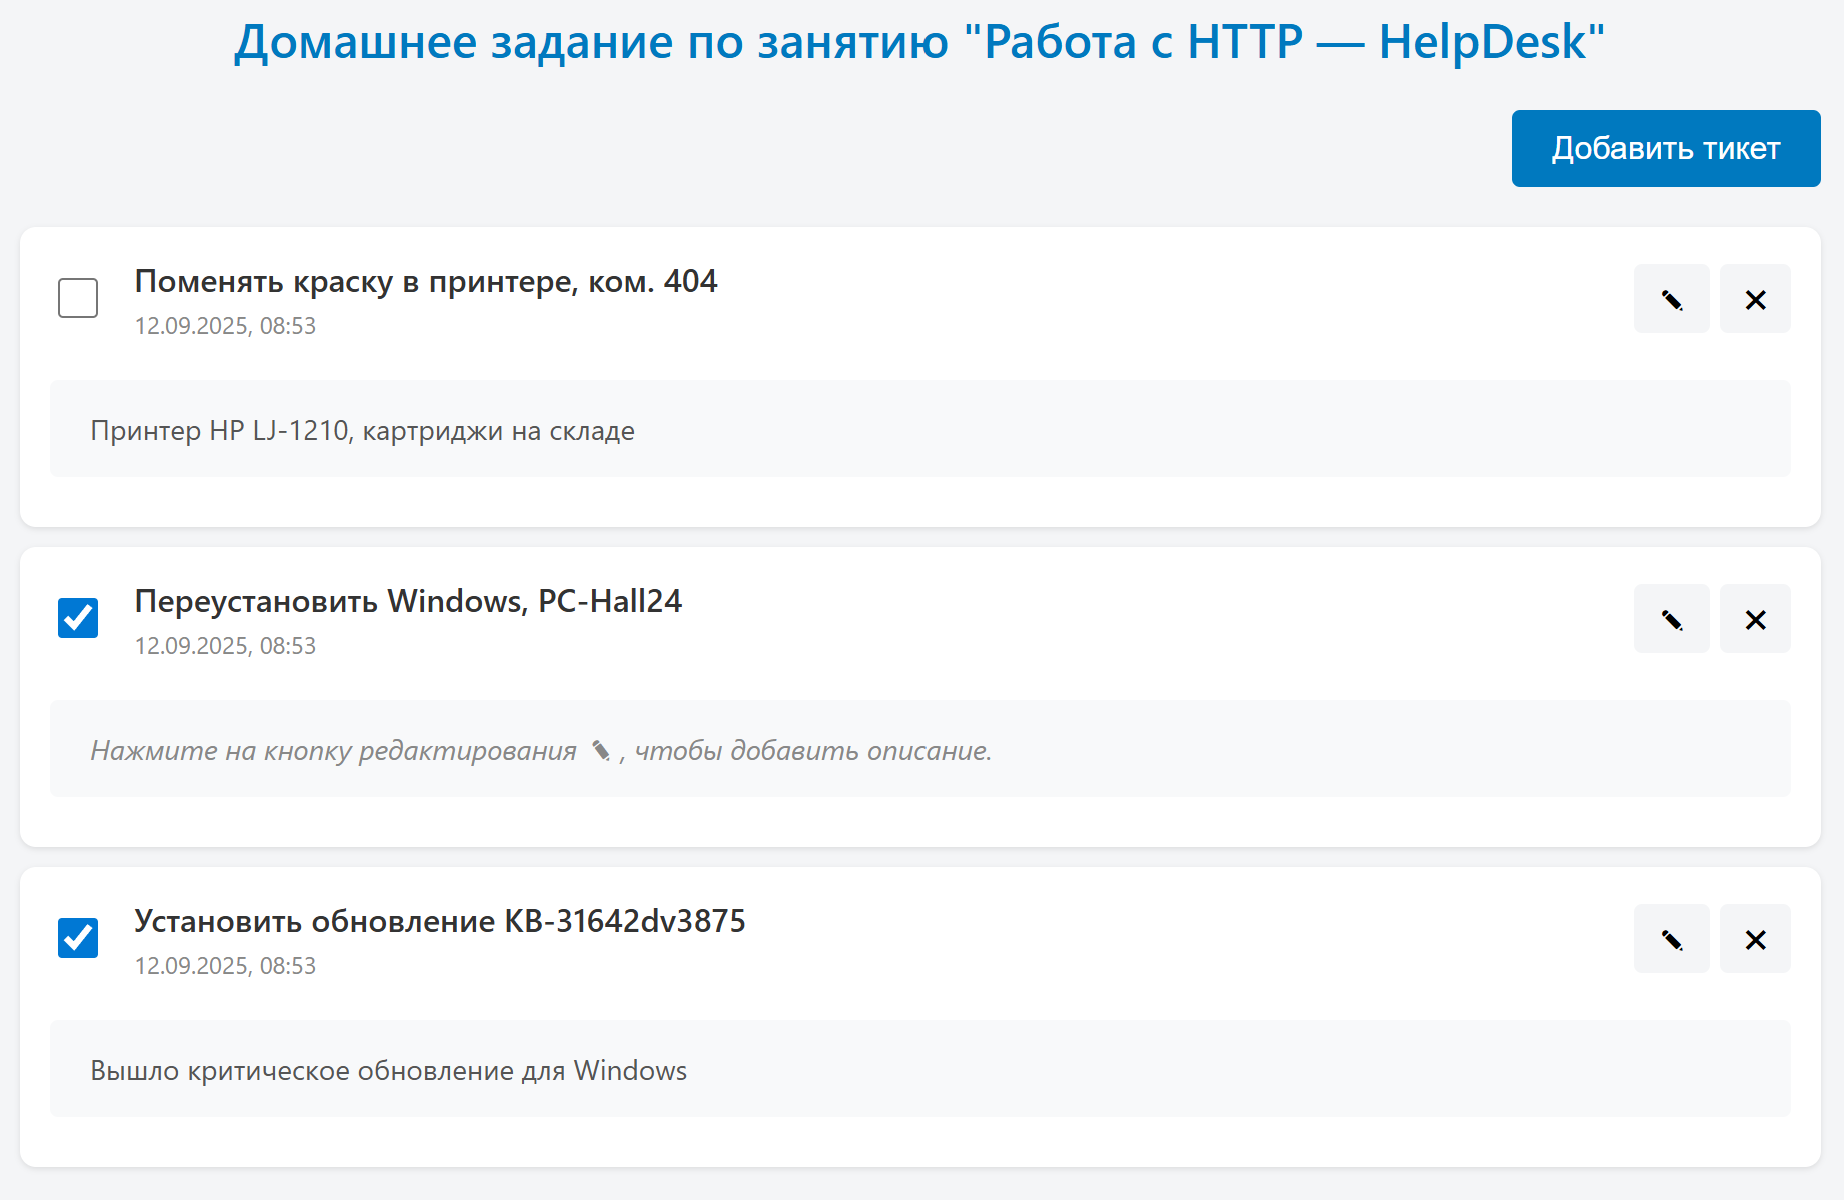 Домашнее задание по занятию "Работа с HTTP — HelpDesk"
Добавить тикет
Поменять краску в принтере, ком. 404
12.09.2025, 08:53
Принтер HP LJ-1210, картриджи на складе
Переустановить Windows, PC-Hall24
12.09.2025, 08:53
Нажмите на кнопку редактирования ✎ , чтобы добавить описание.
Установить обновление KB-31642dv3875
12.09.2025, 08:53
Вышло критическое обновление для Windows